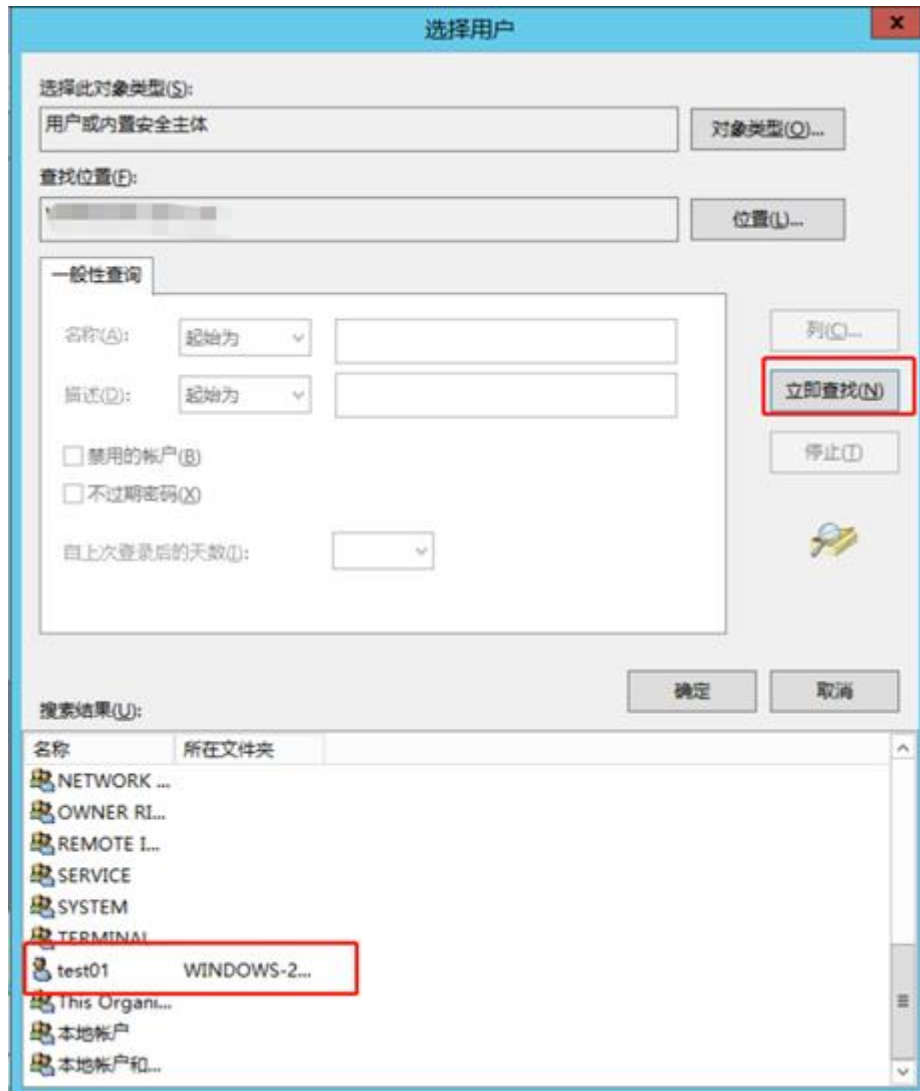 选择用户
x
选择此对象类型(S):
用户或内置安全主体
对象类型(O)...
查找位置(F):
位置(L)...
一般性查询
名称(A):
起始为
列(C)...
描述(D):
起始为
立即查找(N)
禁用的帐户(B)
停止(T)
不过期密码(X)
自上次登录后的天数(I):
确定
取消
搜索结果(U):
名称 所在文件夹
NETWORK ...
OWNER RI...
REMOTE I...
SERVICE
SYSTEM
TERMINAL
test01 WINDOWS-2...
This Organi...
本地帐户
本地帐户和...